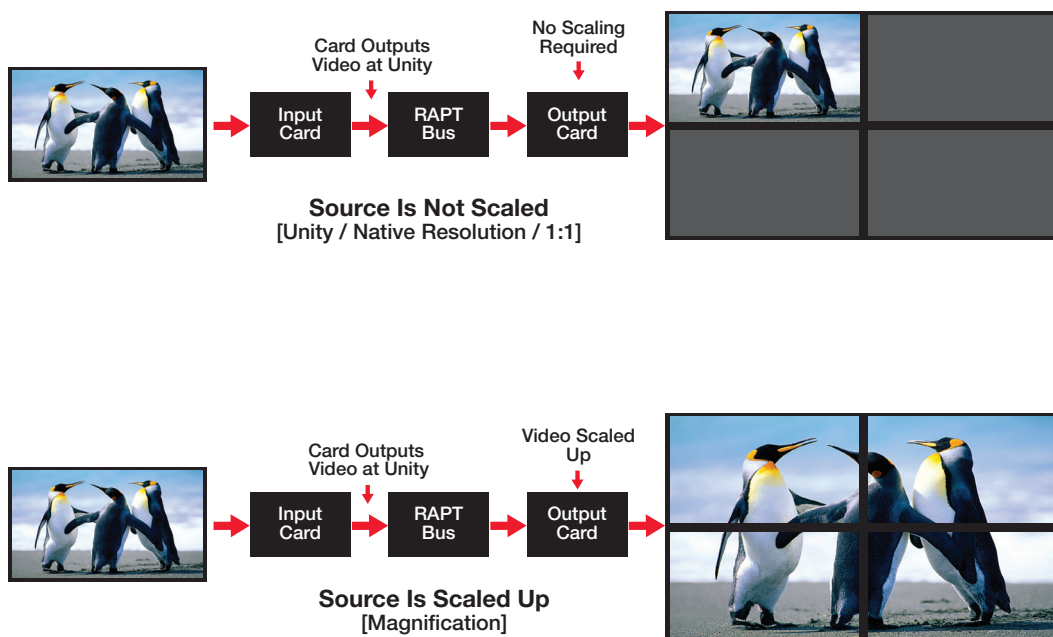 Card Outputs
Video at Unity
No Scaling
Required
Input
Card
RAPT
Bus
Output
Card
Source Is Not Scaled
[Unity / Native Resolution / 1:1]
Card Outputs
Video at Unity
Video Scaled
Up
Input
Card
RAPT
Bus
Output
Card
Source Is Scaled Up
[Magnification]